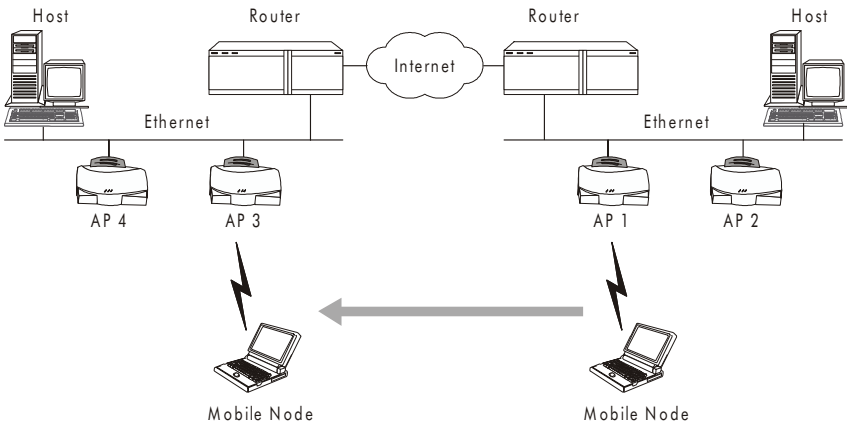 Host
Router
Router
Host
Internet
Ethernet
Ethernet
AP 4
AP 3
AP 1
AP 2
Mobile Node
Mobile Node